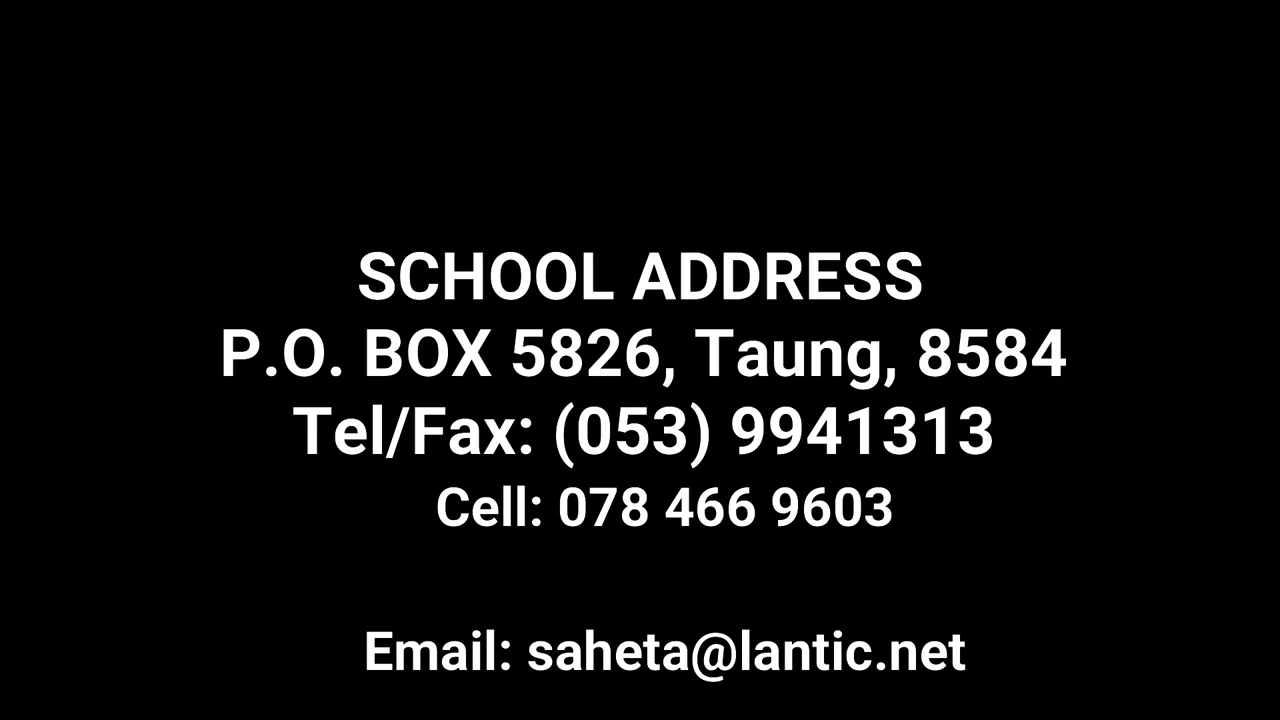 SCHOOL ADDRESS
P.O. BOX 5826, Taung, 8584
Tel/Fax: (053) 9941313
Cell: 078 466 9603
Email: saheta@lantic.net